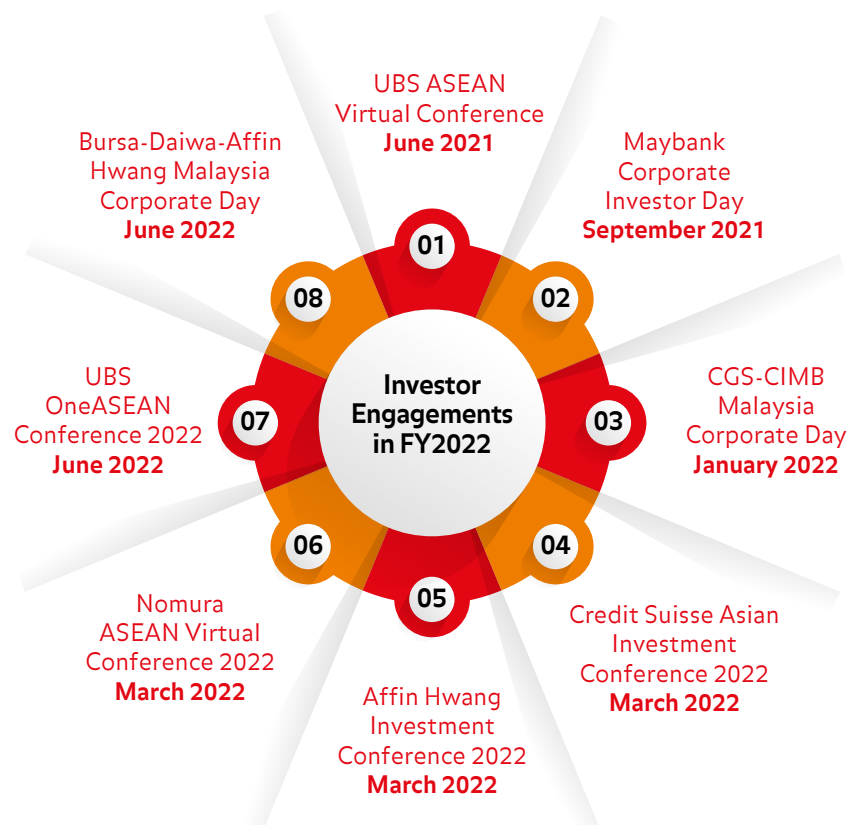 Investor
Engagements
in FY2022
01
UBS ASEAN
Virtual Conference
June 2021
02
Maybank
Corporate
Investor Day
September 2021
03
CGS-CIMB
Malaysia
Corporate Day
January 2022
04
Credit Suisse Asian
Investment
Conference 2022
March 2022
05
Affin Hwang
Investment
Conference 2022
March 2022
06
Nomura
ASEAN Virtual
Conference 2022
March 2022
07
UBS
OneASEAN
Conference 2022
June 2022
08
Bursa-Daiwa-Affin
Hwang Malaysia
Corporate Day
June 2022